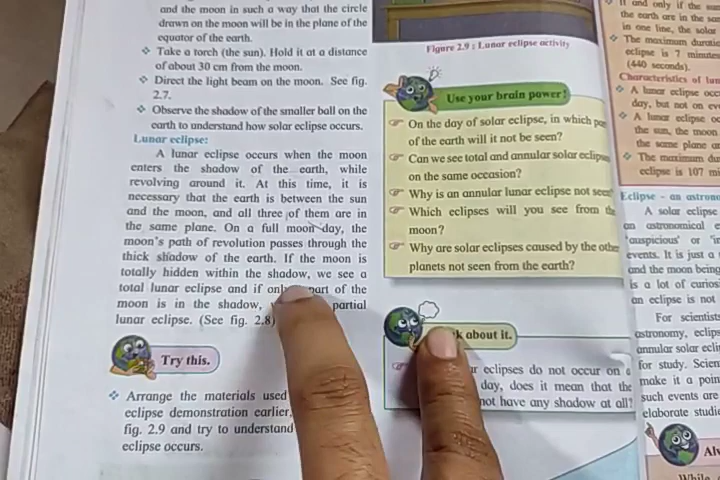 and the moon in such a way that the circle
drawn on the moon will be in the plane of the
equator of the earth.
❖ Take a torch (the sun). Hold it at a distance
of about 30 cm from the moon.
❖ Direct the light beam on the moon. See fig.
2.7.
❖ Observe the shadow of the smaller ball on the
earth to understand how solar eclipse occurs.
Lunar eclipse:
A lunar eclipse occurs when the moon
enters the shadow of the earth, while
revolving around it. At this time, it is
necessary that the earth is between the sun
and the moon, and all three of them are in
the same plane. On a full moon day, the
moon's path of revolution passes through the
thick shadow of the earth. If the moon is
totally hidden within the shadow, we see a
total lunar eclipse and if only part of the
moon is in the shadow, partial
lunar eclipse. (See fig. 2.8)
Try this.
❖ Arrange the materials used
eclipse demonstration earlier
fig. 2.9 and try to understand
eclipse occurs.
Figure 2.9 : Lunar eclipse activity
Use your brain power!
☞ On the day of solar eclipse, in which
of the earth will it not be seen?
☞ Can we see total and annular solar eclipse
on the same occasion?
☞ Why is an annular lunar eclipse not seen
☞ Which eclipses will you see from the
moon?
☞ Why are solar eclipses caused by the other
planets not seen from the earth?
about it.
eclipses do not occur on
day, does it mean that the
not have any shadow at all?
if and only if the sun
the earth are in the sa
in one line, the solar
❖ The maximum duratio
eclipse is 7 minutes
(440 seconds).
Characteristics of lun
❖ A lunar eclipse occ
day, but not on ev
❖ A lunar eclipse oc
the sun, the moon
the same plane a
❖ The maximum du
eclipse is 107 mi
Eclipse - an astron
A solar eclipse
an astronomical e
'auspicious' or 'in
events. It is just a
and the moon being
is a lot of curios
an eclipse is not
For scientist
astronomy, eclips
annular solar ecli
for study. Scien
make it a poin
such events are
elaborate studie
Alw
While